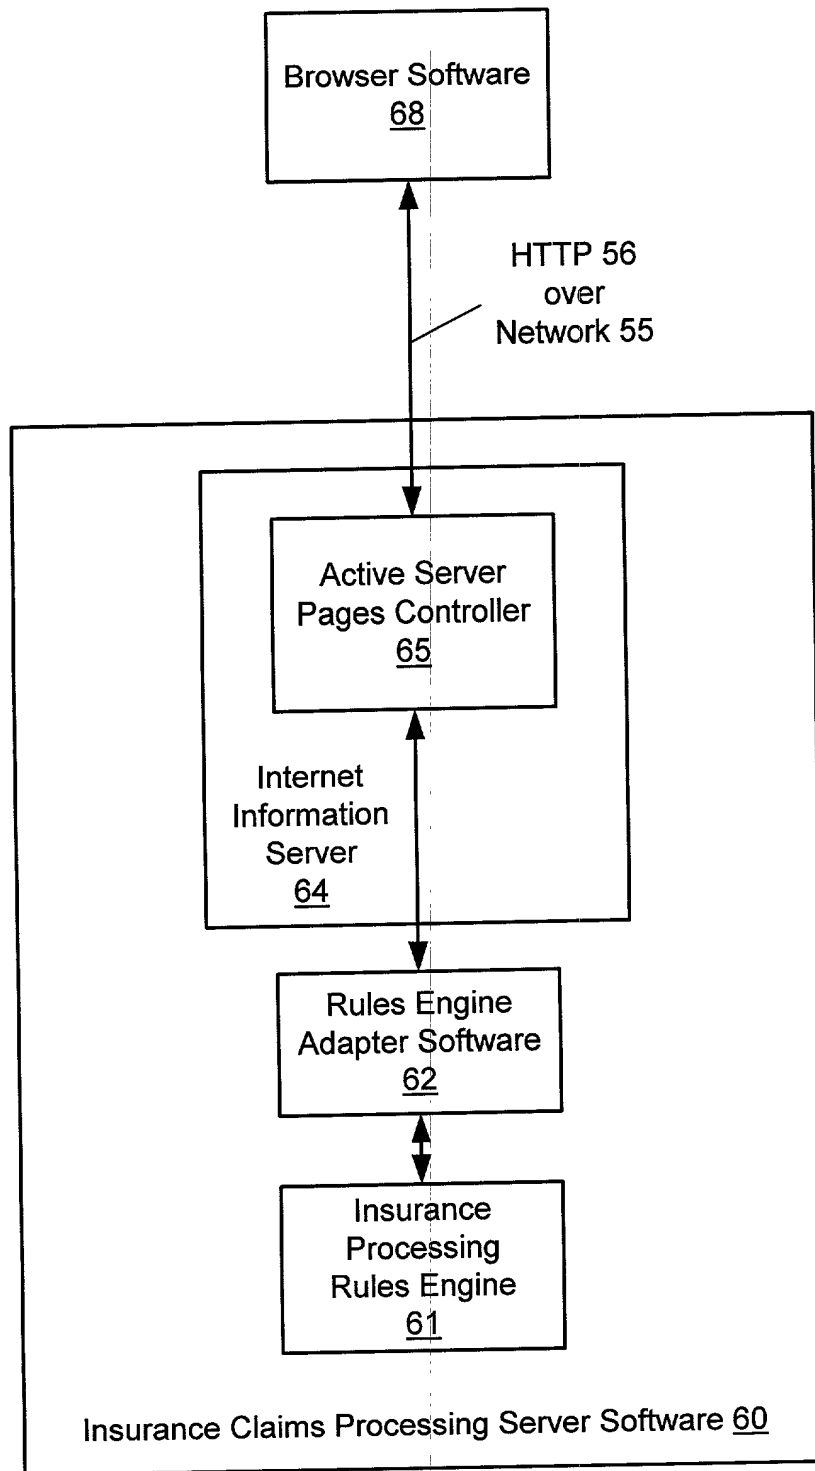 Browser Software
68
HTTP 56
over
Network 55
Active Server
Pages Controller
65
Internet
Information
Server
64
Rules Engine
Adapter Software
62
Insurance
Processing
Rules Engine
61
Insurance Claims Processing Server Software 60